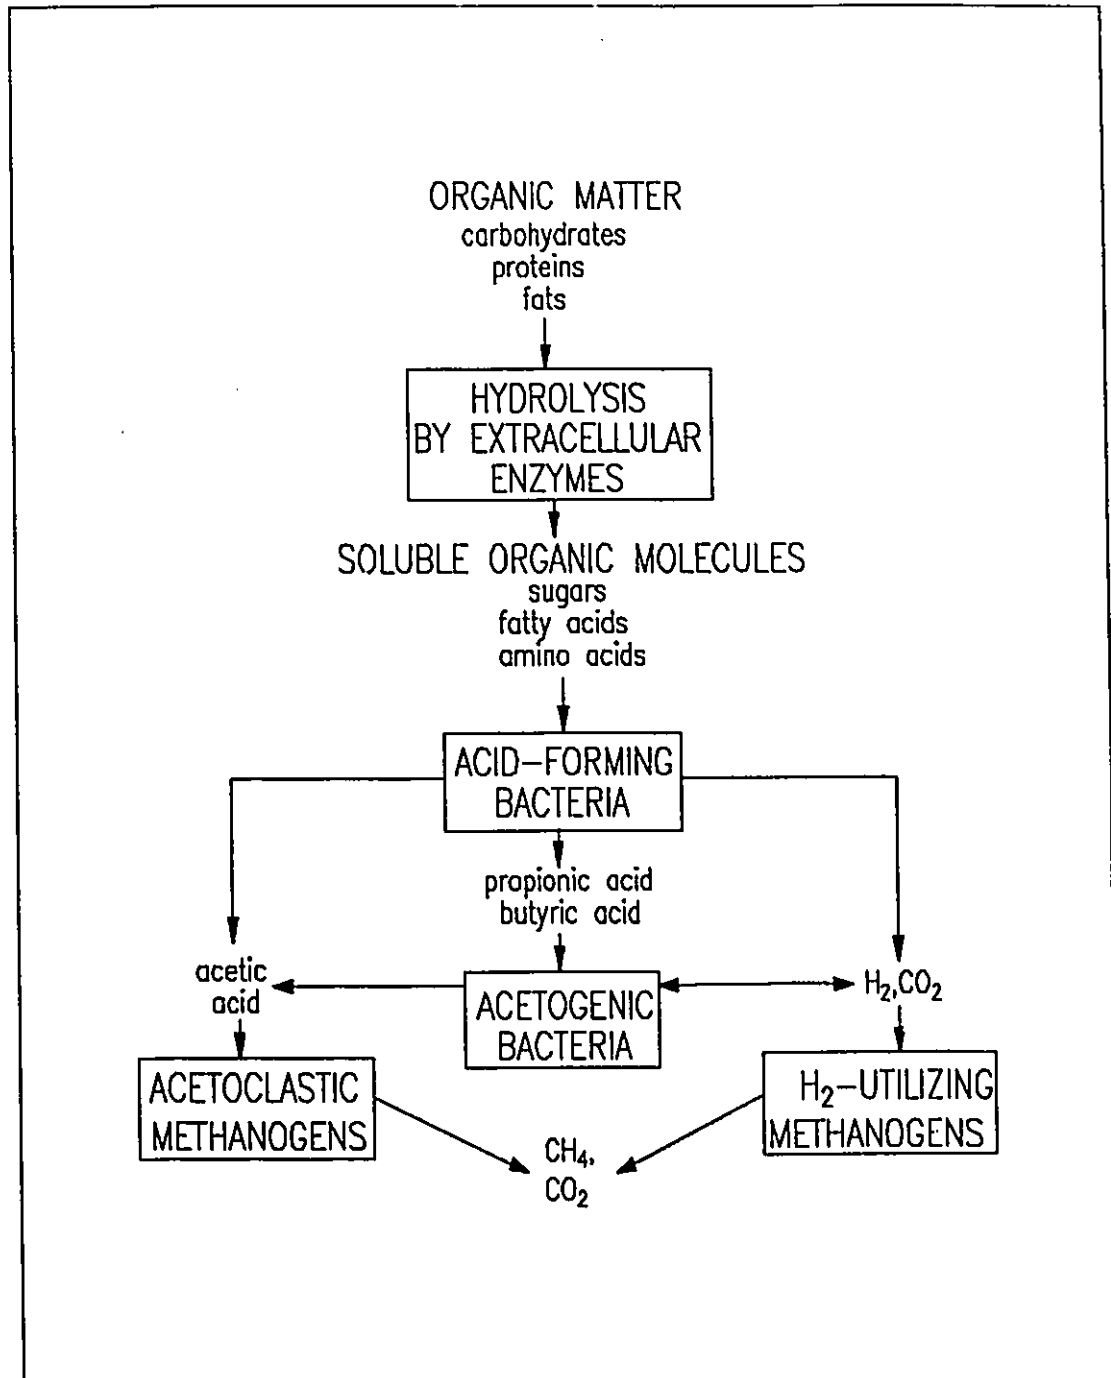 ORGANIC MATTER
carbohydrates
proteins
fats
HYDROLYSIS
BY EXTRACELLULAR
ENZYMES
SOLUBLE ORGANIC MOLECULES
sugars
fatty acids
amino acids
ACID-FORMING
BACTERIA
propionic acid
butyric acid
acetic
acid
ACETOGENIC
BACTERIA
H₂,CO₂
ACETOCLASTIC
METHANOGENS
H₂-UTILIZING
METHANOGENS
CH₄,
CO₂